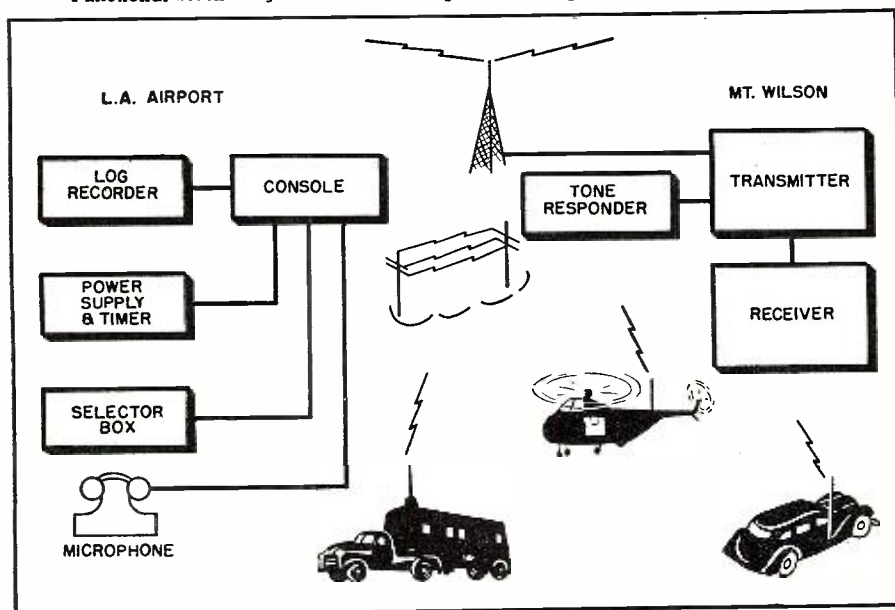 L.A. AIRPORT
MT. WILSON
LOG
RECORDER
CONSOLE
TONE
RESPONDER
TRANSMITTER
POWER
SUPPLY
& TIMER
RECEIVER
SELECTOR
BOX
MICROPHONE